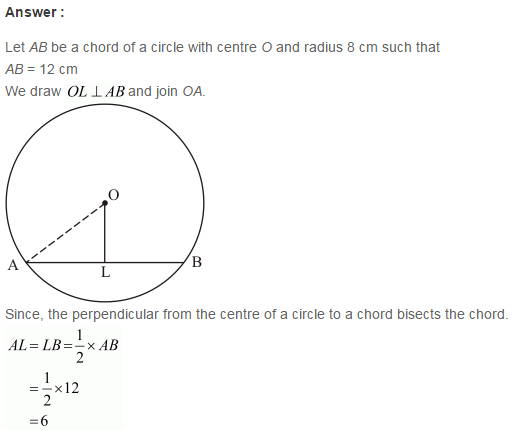 Answer :
Let AB be a chord of a circle with centre O and radius 8 cm such that
AB = 12 cm
We draw OL ⊥ AB and join OA.
O
A
L
B
Since, the perpendicular from the centre of a circle to a chord bisects the chord.
AL = LB = 1/2 × AB
= 1/2 × 12
= 6